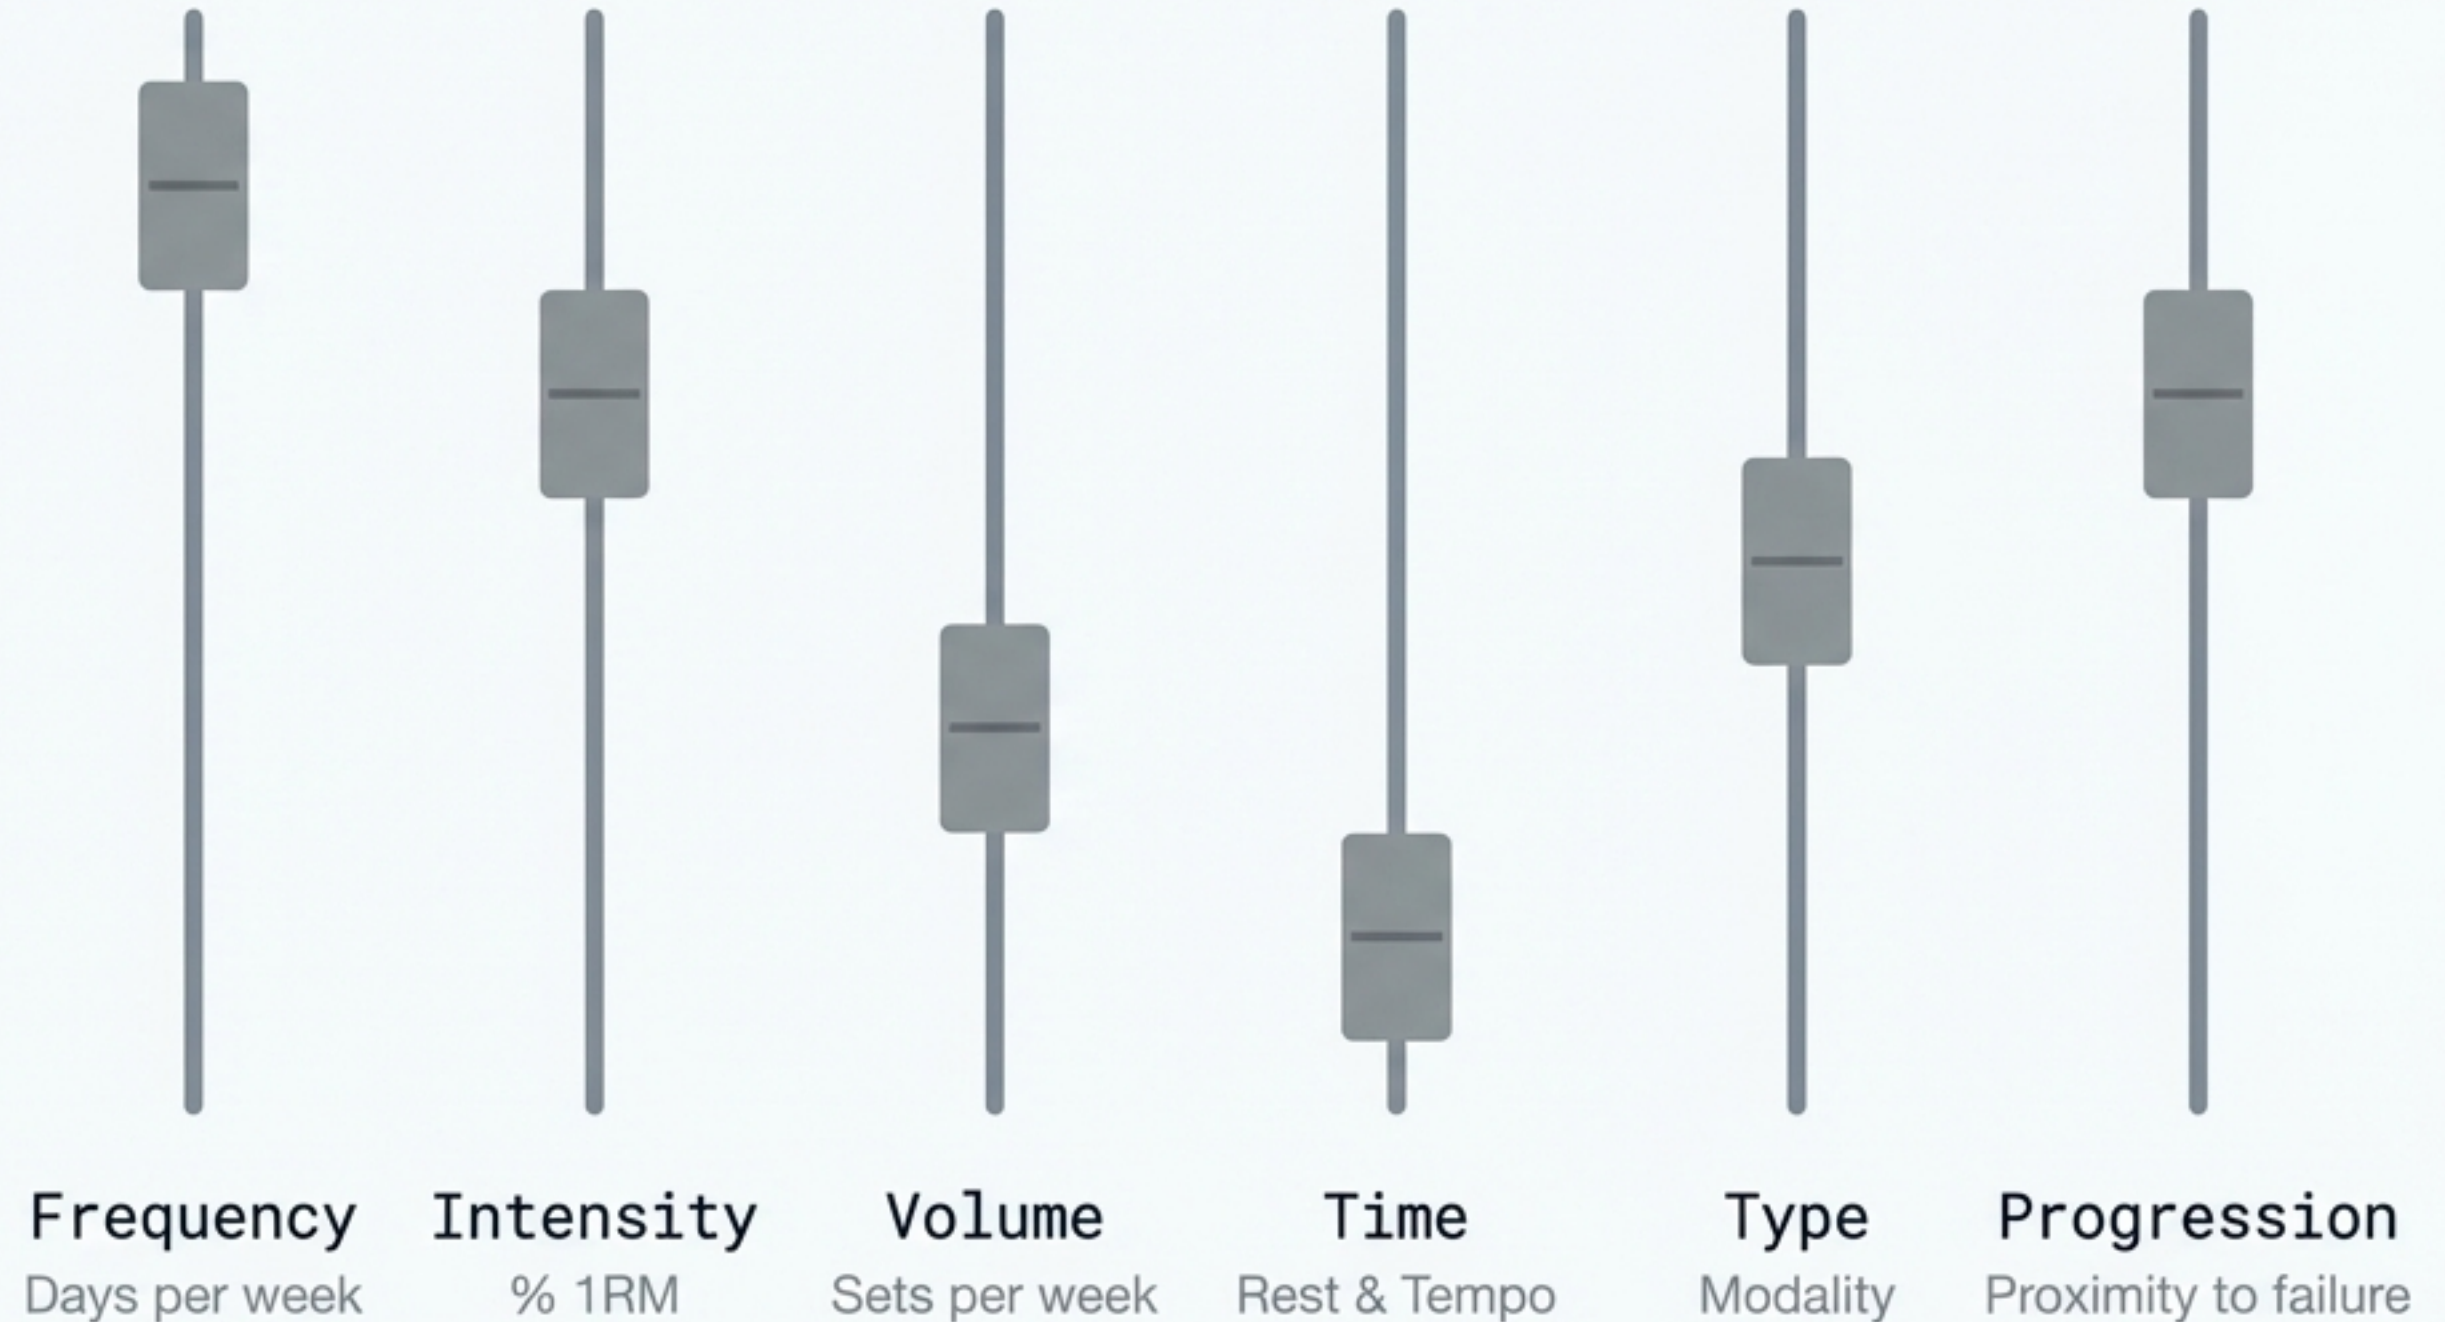 Frequency
Days per week
Intensity
% 1RM
Volume
Sets per week
Time
Rest & Tempo
Type
Modality
Progression
Proximity to failure